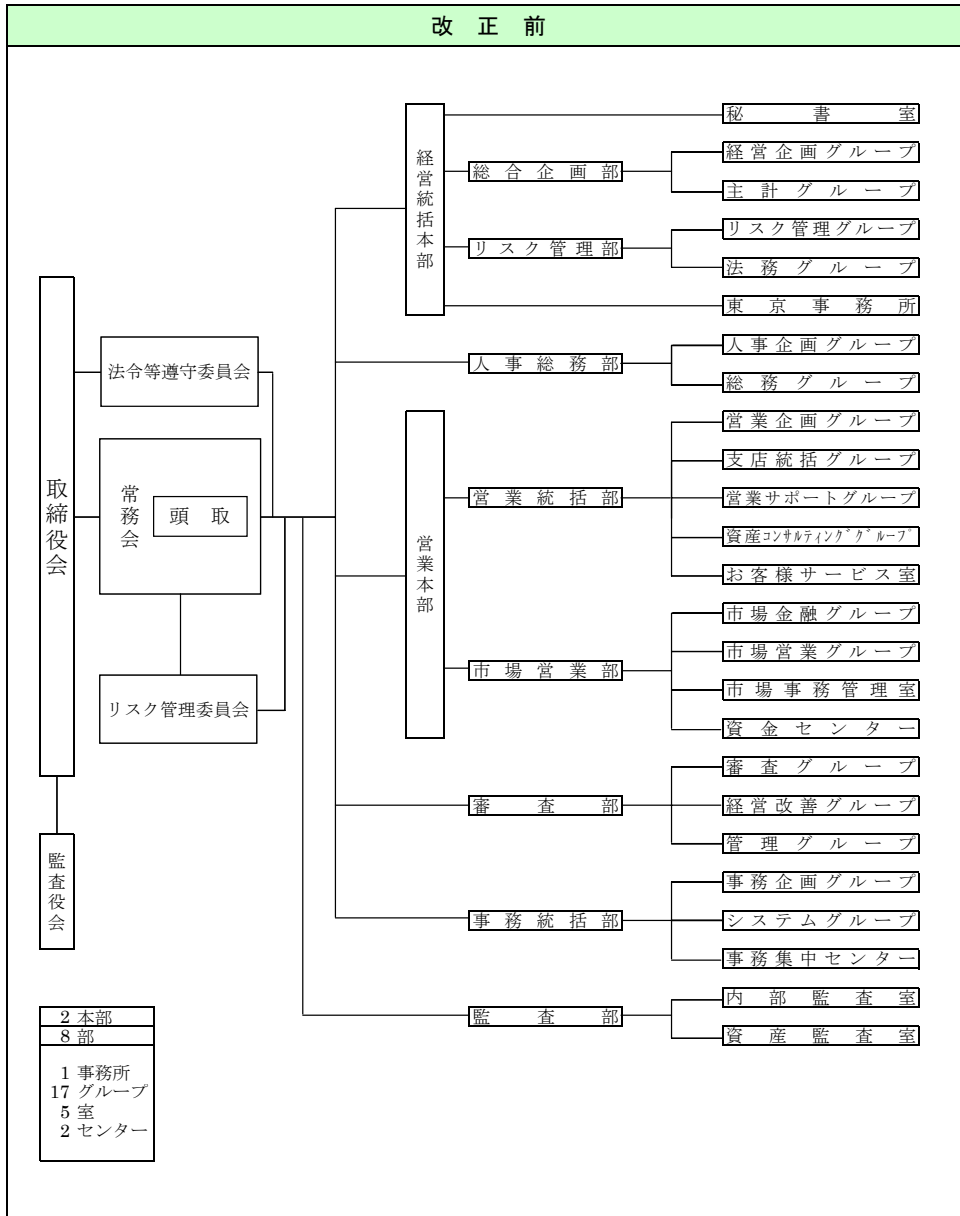 改正前
秘書室
経営統括本部
総合企画部
経営企画グループ
主計グループ
リスク管理部
リスク管理グループ
法務グループ
東京事務所
取締役会
法令等遵守委員会
人事総務部
人事企画グループ
総務グループ
常務会
頭取
営業本部
営業統括部
営業企画グループ
支店統括グループ
営業サポートグループ
資産コンサルティンググループ
お客様サービス室
リスク管理委員会
市場営業部
市場金融グループ
市場営業グループ
市場事務管理室
資金センター
審査部
審査グループ
経営改善グループ
管理グループ
監査役会
事務統括部
事務企画グループ
システムグループ
事務集中センター
監査部
内部監査室
資産監査室
2 本部
8 部
1 事務所
17 グループ
5 室
2 センター